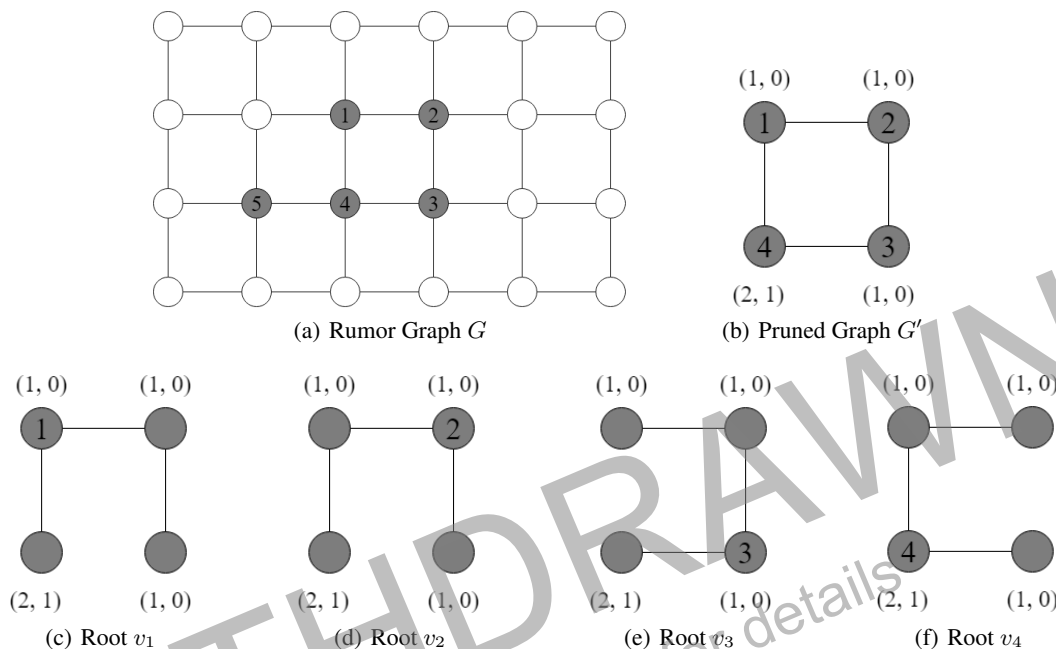 1 2
5 4 3
(a) Rumor Graph G
(1, 0) (1, 0)
1 2
4 3
(2, 1) (1, 0)
(b) Pruned Graph G′
(1, 0) (1, 0)
1
(2, 1) (1, 0)
(c) Root v1
(1, 0) (1, 0)
2
(2, 1) (1, 0)
(d) Root v2
(1, 0) (1, 0)
3
(2, 1) (1, 0)
(e) Root v3
(1, 0) (1, 0)
4
(2, 1) (1, 0)
(f) Root v4
THDRAWN
details